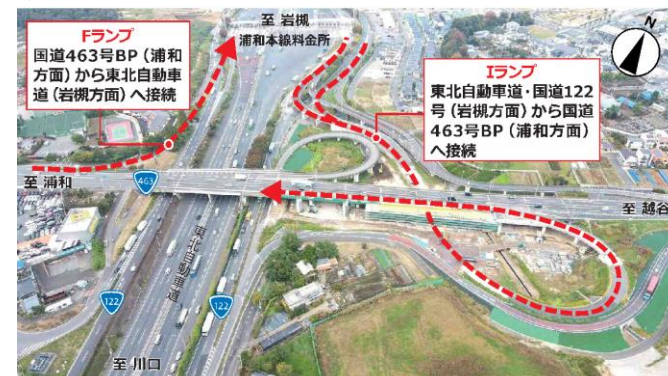 至 岩槻
浦和本線料金所
N
Fランプ
国道463号BP（浦和
方面）から東北自動車
道（岩槻方面）へ接続
Iランプ
東北自動車道・国道122
号（岩槻方面）から国道
463号BP（浦和方面）
へ接続
至 浦和
463
至 越谷
東北自動車道
122
122
至 川口